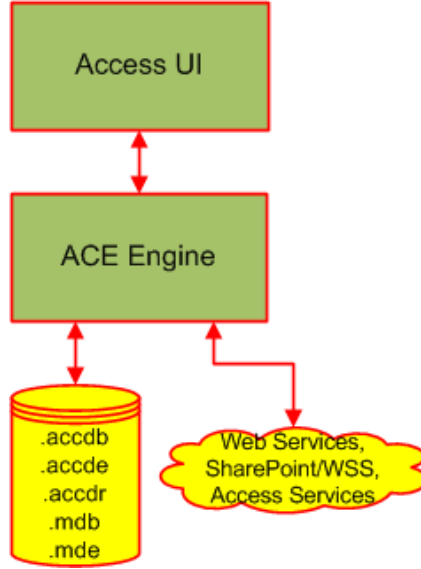 Access UI
ACE Engine
.accdb
.accde
.accdr
.mdb
.mde
Web Services,
SharePoint/WSS,
Access Services